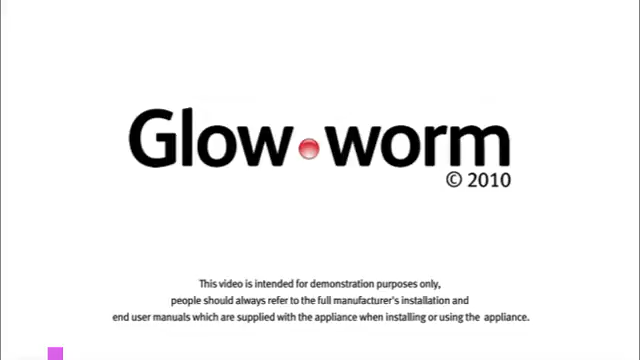 Glow•worm
© 2010
This video is intended for demonstration purposes only,
people should always refer to the full manufacturer's installation and
end user manuals which are supplied with the appliance when installing or using the appliance.